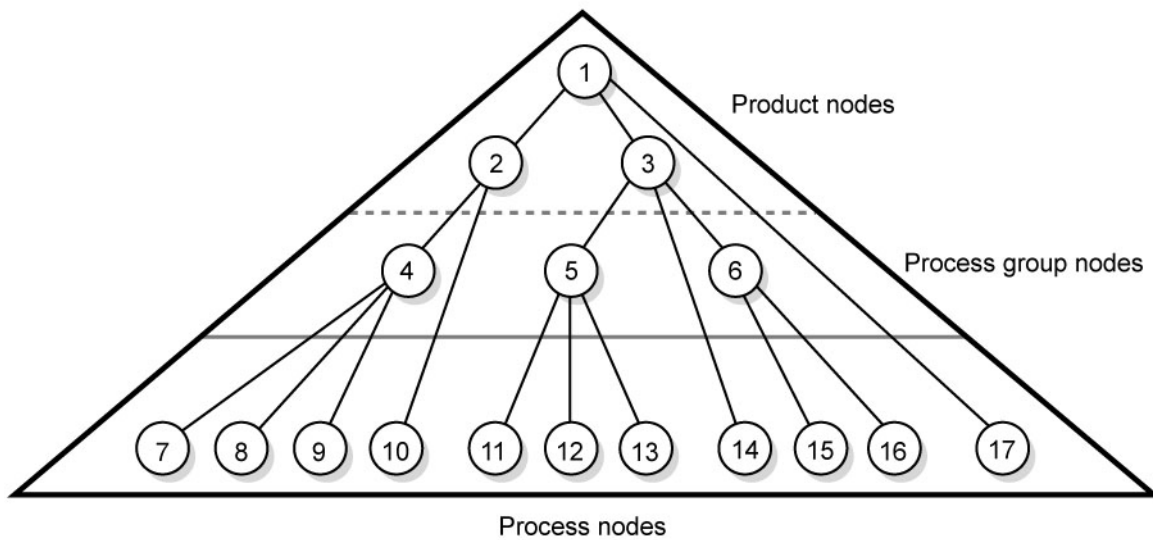 1
Product nodes
2 3
4 5 6
Process group nodes
7 8 9 10 11 12 13 14 15 16 17
Process nodes